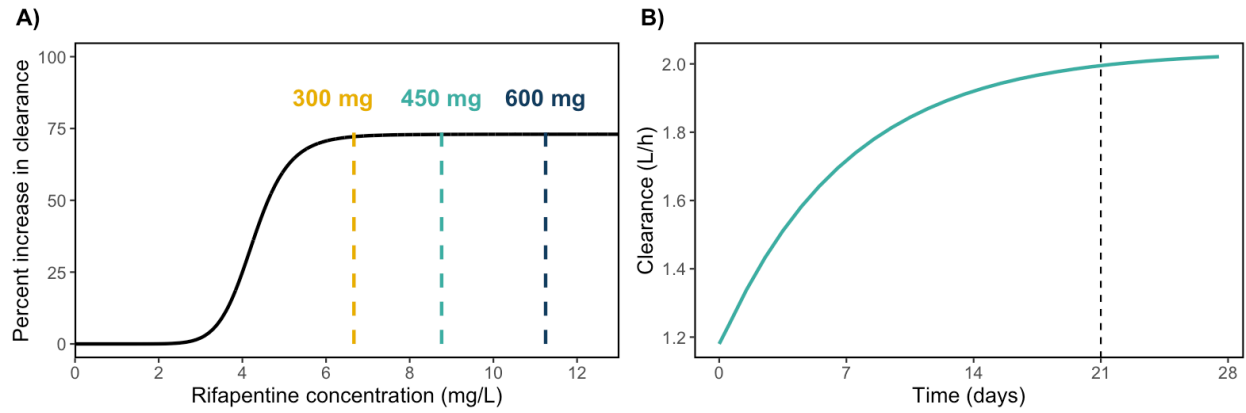 A)
Percent increase in clearance
100
75
50
25
0
300 mg 450 mg 600 mg
0 2 4 6 8 10 12
Rifapentine concentration (mg/L)
B)
Clearance (L/h)
2.0
1.8
1.6
1.4
1.2
0 7 14 21 28
Time (days)